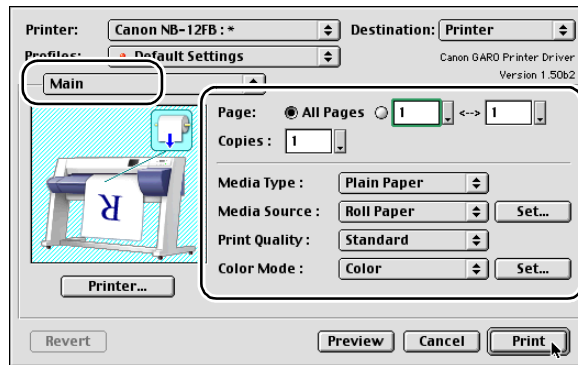 Printer: Canon NB-12FB : * Destination: Printer
Profiles: Default Settings Canon GARO Printer Driver
Version 1.50b2
Main
Page: All Pages 1 <--> 1
Copies : 1
R
Media Type : Plain Paper
Media Source : Roll Paper Set...
Print Quality : Standard
Color Mode : Color Set...
Printer...
Revert Preview Cancel Print